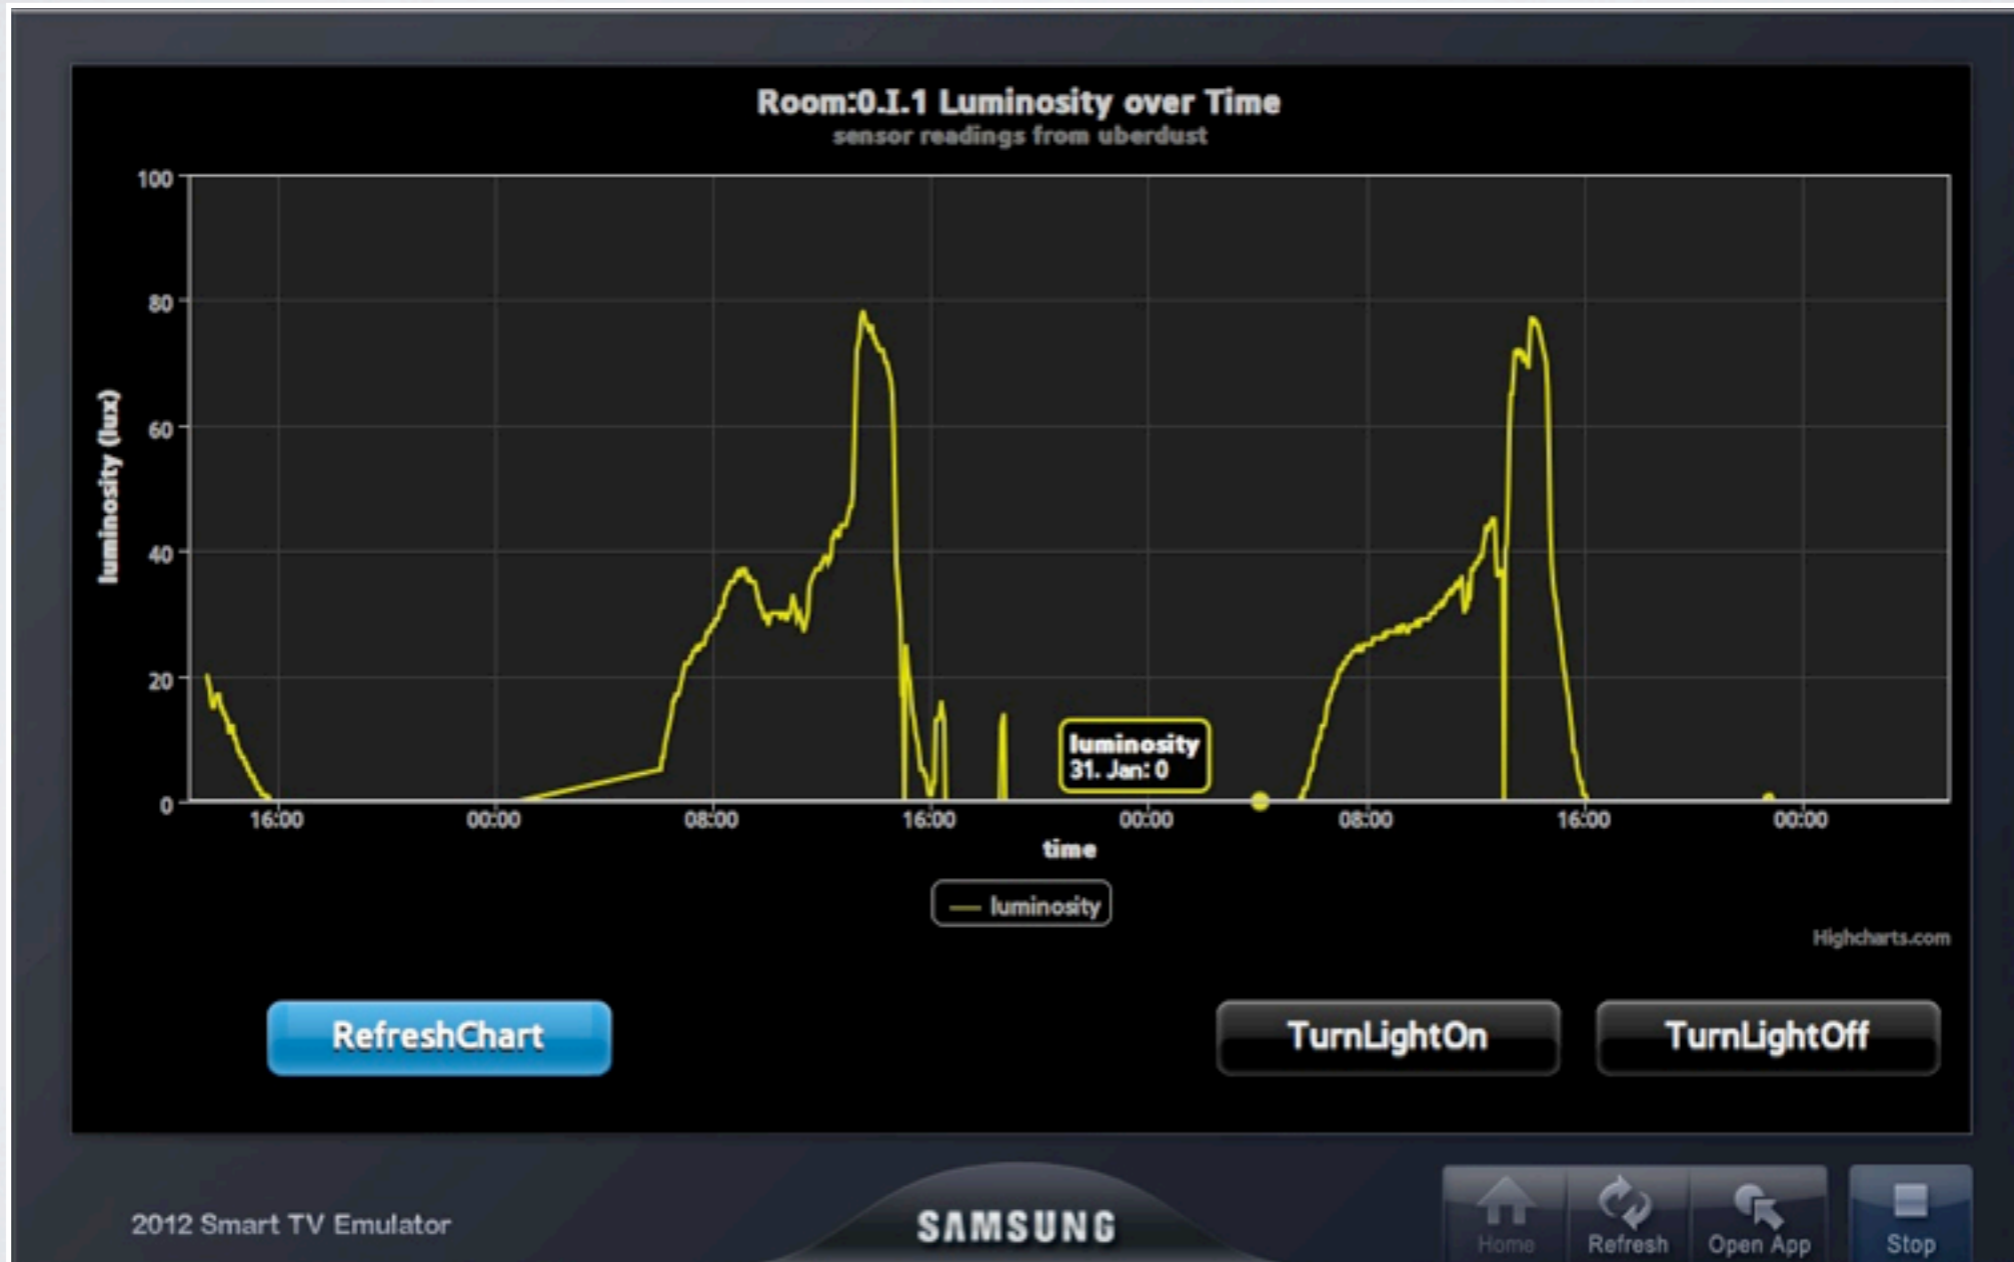 Room:0.I.1 Luminosity over Time
sensor readings from uberdust
luminosity (lux)
100
80
60
40
20
0
luminosity
31. Jan: 0
16:00 00:00 08:00 16:00 00:00 08:00 16:00 00:00
time
luminosity
Highcharts.com
RefreshChart TurnLightOn TurnLightOff
2012 Smart TV Emulator SAMSUNG Home Refresh Open App Stop